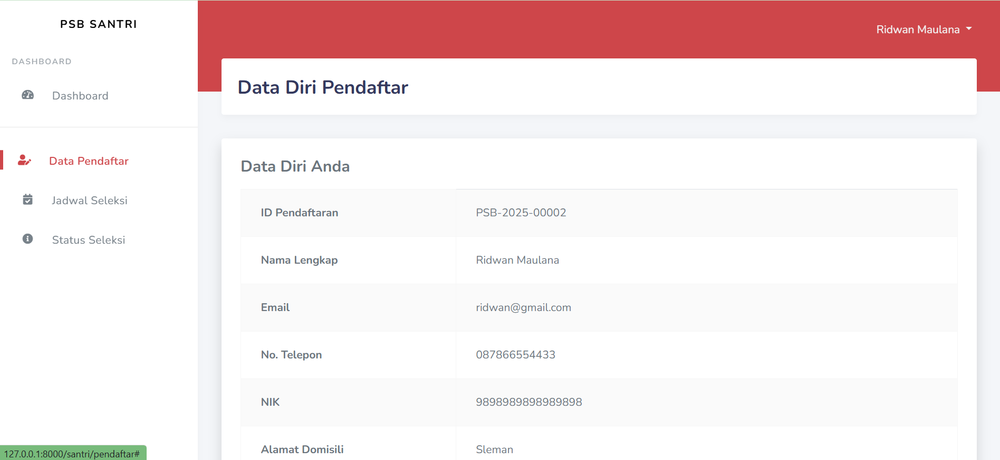 PSB SANTRI
Ridwan Maulana
DASHBOARD
Dashboard
Data Pendaftar
Jadwal Seleksi
Status Seleksi
Data Diri Pendaftar
Data Diri Anda
ID Pendaftaran PSB-2025-00002
Nama Lengkap Ridwan Maulana
Email ridwan@gmail.com
No. Telepon 087866554433
NIK 9898989898989898
Alamat Domisili Sleman
127.0.0.1:8000/santri/pendaftar#